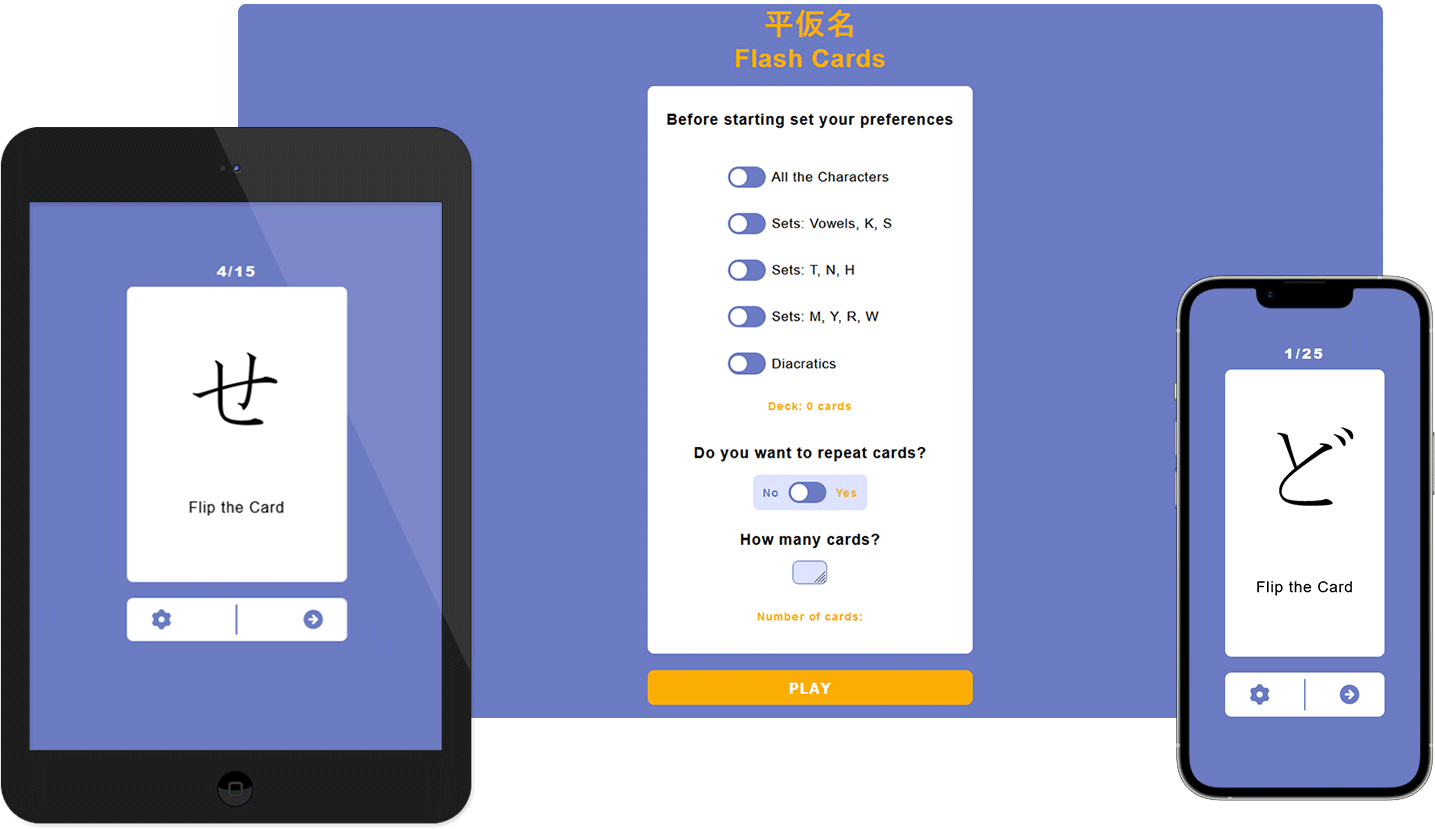 平仮名
Flash Cards
Before starting set your preferences
All the Characters
Sets: Vowels, K, S
Sets: T, N, H
Sets: M, Y, R, W
Diacratics
Deck: 0 cards
Do you want to repeat cards?
No Yes
How many cards?
Number of cards:
PLAY
4/15
せ
Flip the Card
1/25
ど
Flip the Card